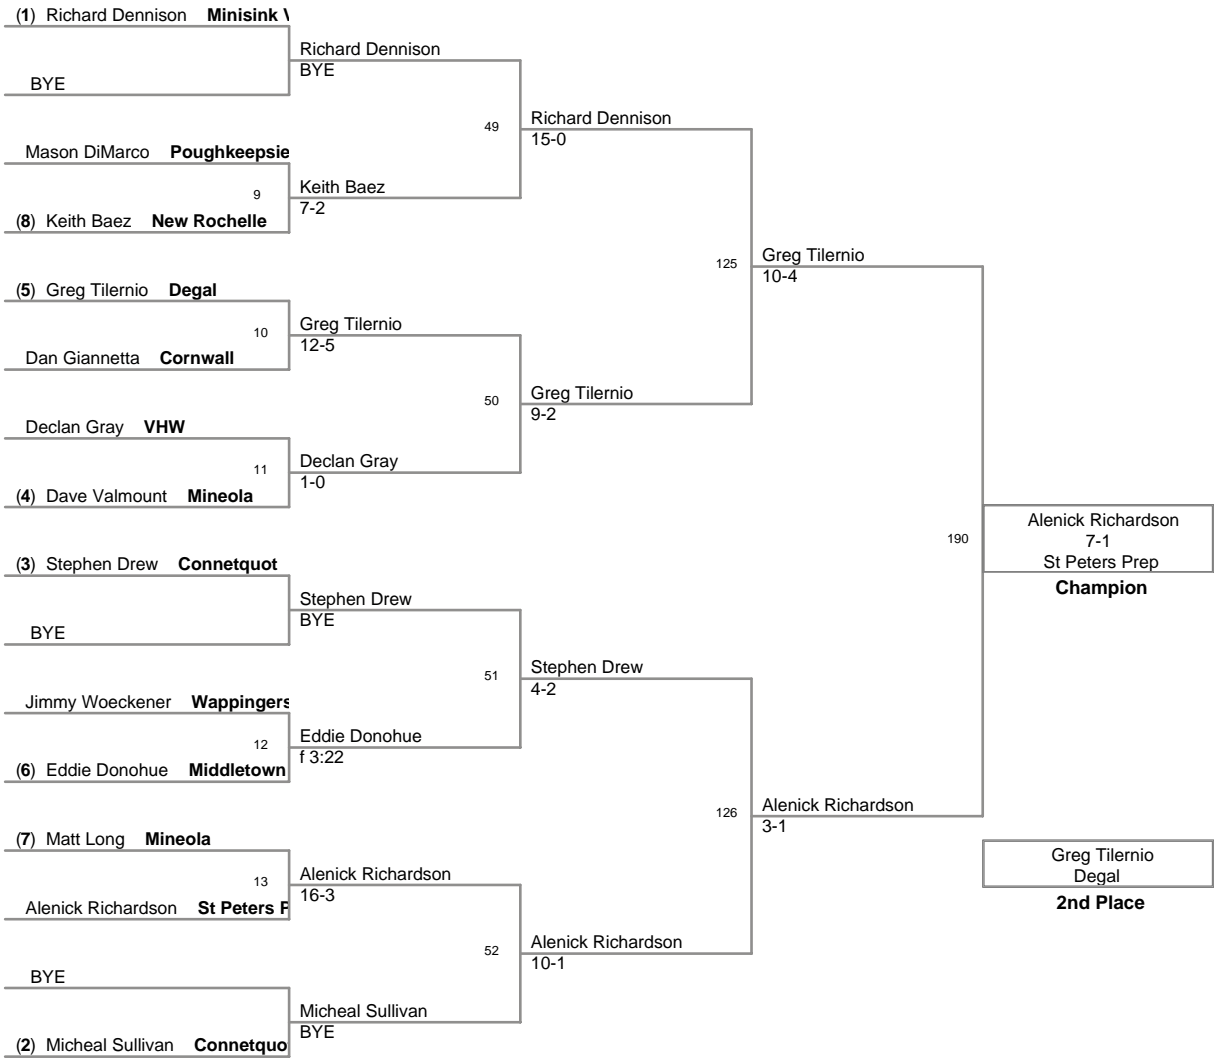 (1) Richard Dennison Minisink V
Richard Dennison
BYE
BYE
49
Richard Dennison
15-0
Mason DiMarco Poughkeepsie
9
Keith Baez
7-2
(8) Keith Baez New Rochelle
125
Greg Tilernio
10-4
(5) Greg Tilernio Degal
10
Greg Tilernio
12-5
Dan Giannetta Cornwall
50
Greg Tilernio
9-2
Declan Gray VHW
11
Declan Gray
1-0
(4) Dave Valmount Mineola
190
Alenick Richardson
7-1
St Peters Prep
Champion
(3) Stephen Drew Connetquot
Stephen Drew
BYE
BYE
51
Stephen Drew
4-2
Jimmy Woeckener Wappingers
12
Eddie Donohue
f 3:22
(6) Eddie Donohue Middletown
126
Alenick Richardson
3-1
(7) Matt Long Mineola
13
Alenick Richardson
16-3
Alenick Richardson St Peters P
Greg Tilernio
Degal
2nd Place
52
Alenick Richardson
10-1
BYE
Micheal Sullivan
BYE
(2) Micheal Sullivan Connetquo